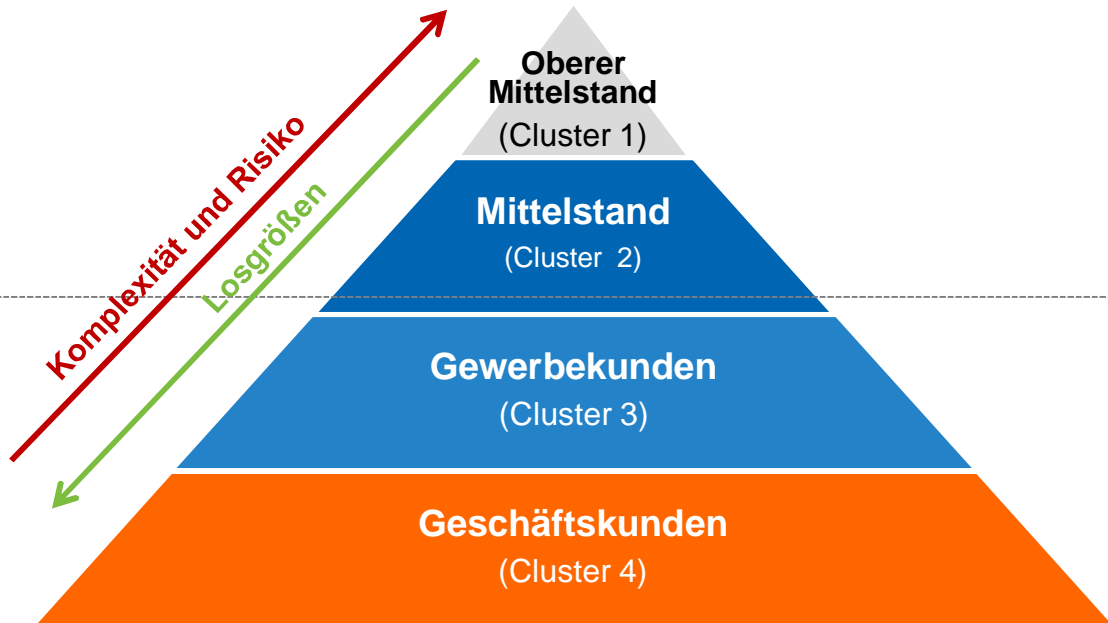 Oberer
Mittelstand
(Cluster 1)
Komplexität und Risiko
Losgrößen
Mittelstand
(Cluster  2)
Gewerbekunden
(Cluster 3)
Geschäftskunden
(Cluster 4)